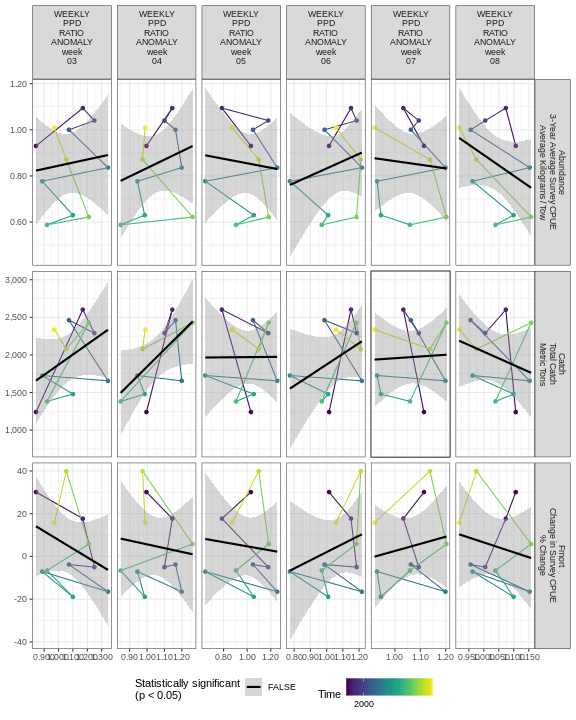 WEEKLY PPD RATIO ANOMALY week 03
WEEKLY PPD RATIO ANOMALY week 04
WEEKLY PPD RATIO ANOMALY week 05
WEEKLY PPD RATIO ANOMALY week 06
WEEKLY PPD RATIO ANOMALY week 07
WEEKLY PPD RATIO ANOMALY week 08
1.20
1.00
0.80
0.60
Abundance
3-Year Average Survey CPUE
Average Kilograms/Tow
3,000
2,500
2,000
1,500
1,000
Catch
Total Catch
Metric Tons
40
20
0
-20
-40
Fmort
Change in Survey CPUE
% Change
0.90 1.00 1.10 1.20 1.30 0.90 1.00 1.10 1.20 0.80 1.00 1.20 0.80 0.90 1.00 1.10 1.20 1.00 1.10 1.20 0.95 1.00 1.05 1.10 1.15
Statistically significant
(p < 0.05)
FALSE
Time
2000